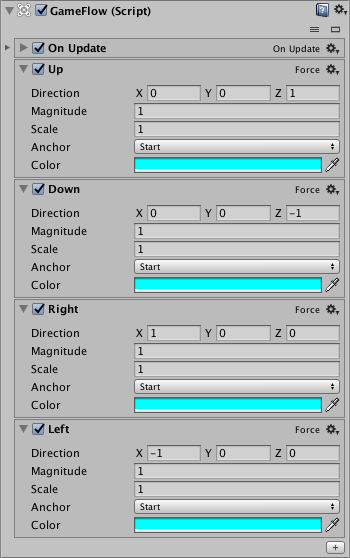 GameFlow (Script)
On Update On Update
Up Force
Direction X 0 Y 0 Z 1
Magnitude 1
Scale 1
Anchor Start
Color
Down Force
Direction X 0 Y 0 Z -1
Magnitude 1
Scale 1
Anchor Start
Color
Right Force
Direction X 1 Y 0 Z 0
Magnitude 1
Scale 1
Anchor Start
Color
Left Force
Direction X -1 Y 0 Z 0
Magnitude 1
Scale 1
Anchor Start
Color